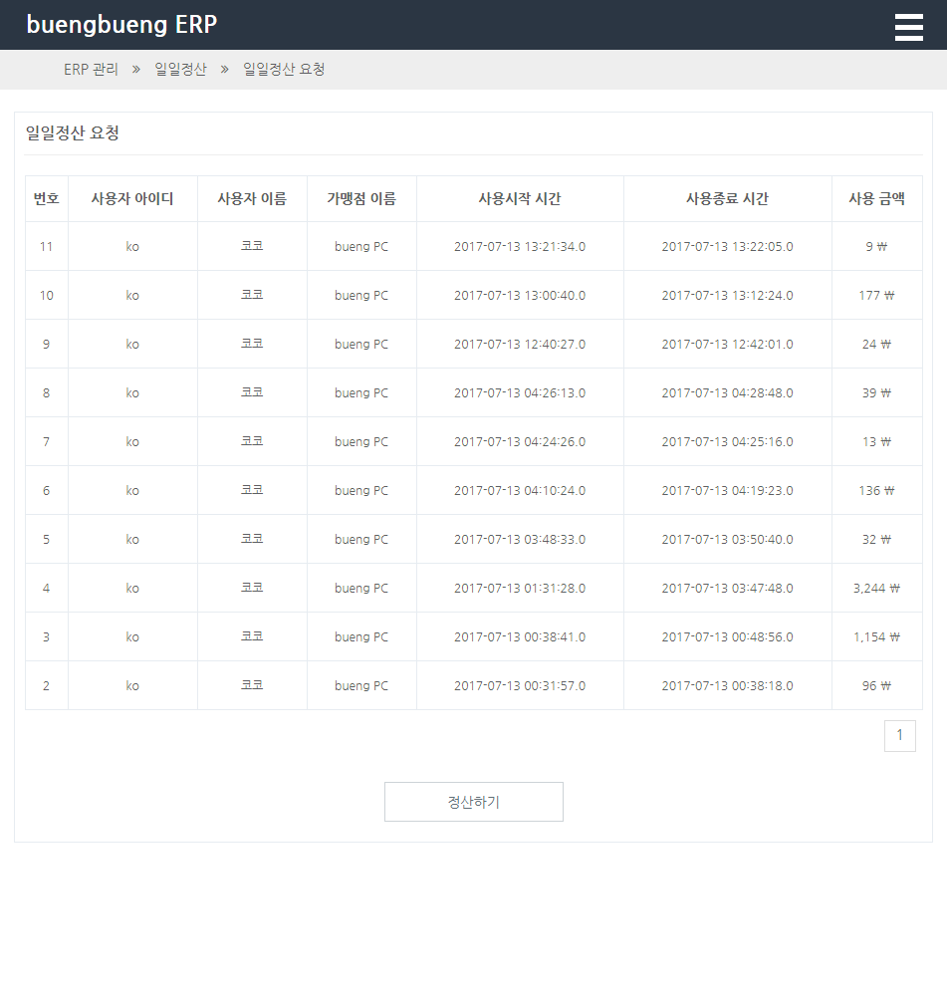 buengbueng ERP
ERP 관리 » 일일정산 » 일일정산 요청
일일정산 요청
번호 사용자 아이디 사용자 이름 가맹점 이름 사용시작 시간 사용종료 시간 사용 금액
11 ko 코코 bueng PC 2017-07-13 13:21:34.0 2017-07-13 13:22:05.0 9 ₩
10 ko 코코 bueng PC 2017-07-13 13:00:40.0 2017-07-13 13:12:24.0 177 ₩
9 ko 코코 bueng PC 2017-07-13 12:40:27.0 2017-07-13 12:42:01.0 24 ₩
8 ko 코코 bueng PC 2017-07-13 04:26:13.0 2017-07-13 04:28:48.0 39 ₩
7 ko 코코 bueng PC 2017-07-13 04:24:26.0 2017-07-13 04:25:16.0 13 ₩
6 ko 코코 bueng PC 2017-07-13 04:10:24.0 2017-07-13 04:19:23.0 136 ₩
5 ko 코코 bueng PC 2017-07-13 03:48:33.0 2017-07-13 03:50:40.0 32 ₩
4 ko 코코 bueng PC 2017-07-13 01:31:28.0 2017-07-13 03:47:48.0 3,244 ₩
3 ko 코코 bueng PC 2017-07-13 00:38:41.0 2017-07-13 00:48:56.0 1,154 ₩
2 ko 코코 bueng PC 2017-07-13 00:31:57.0 2017-07-13 00:38:18.0 96 ₩
1
정산하기